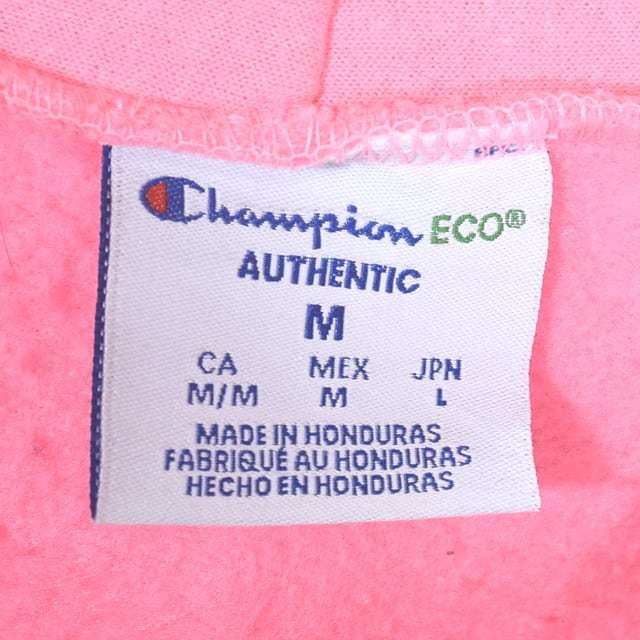 Champion ECO®
AUTHENTIC
M
CA MEX JPN
M/M M L
MADE IN HONDURAS
FABRIQUÉ AU HONDURAS
HECHO EN HONDURAS